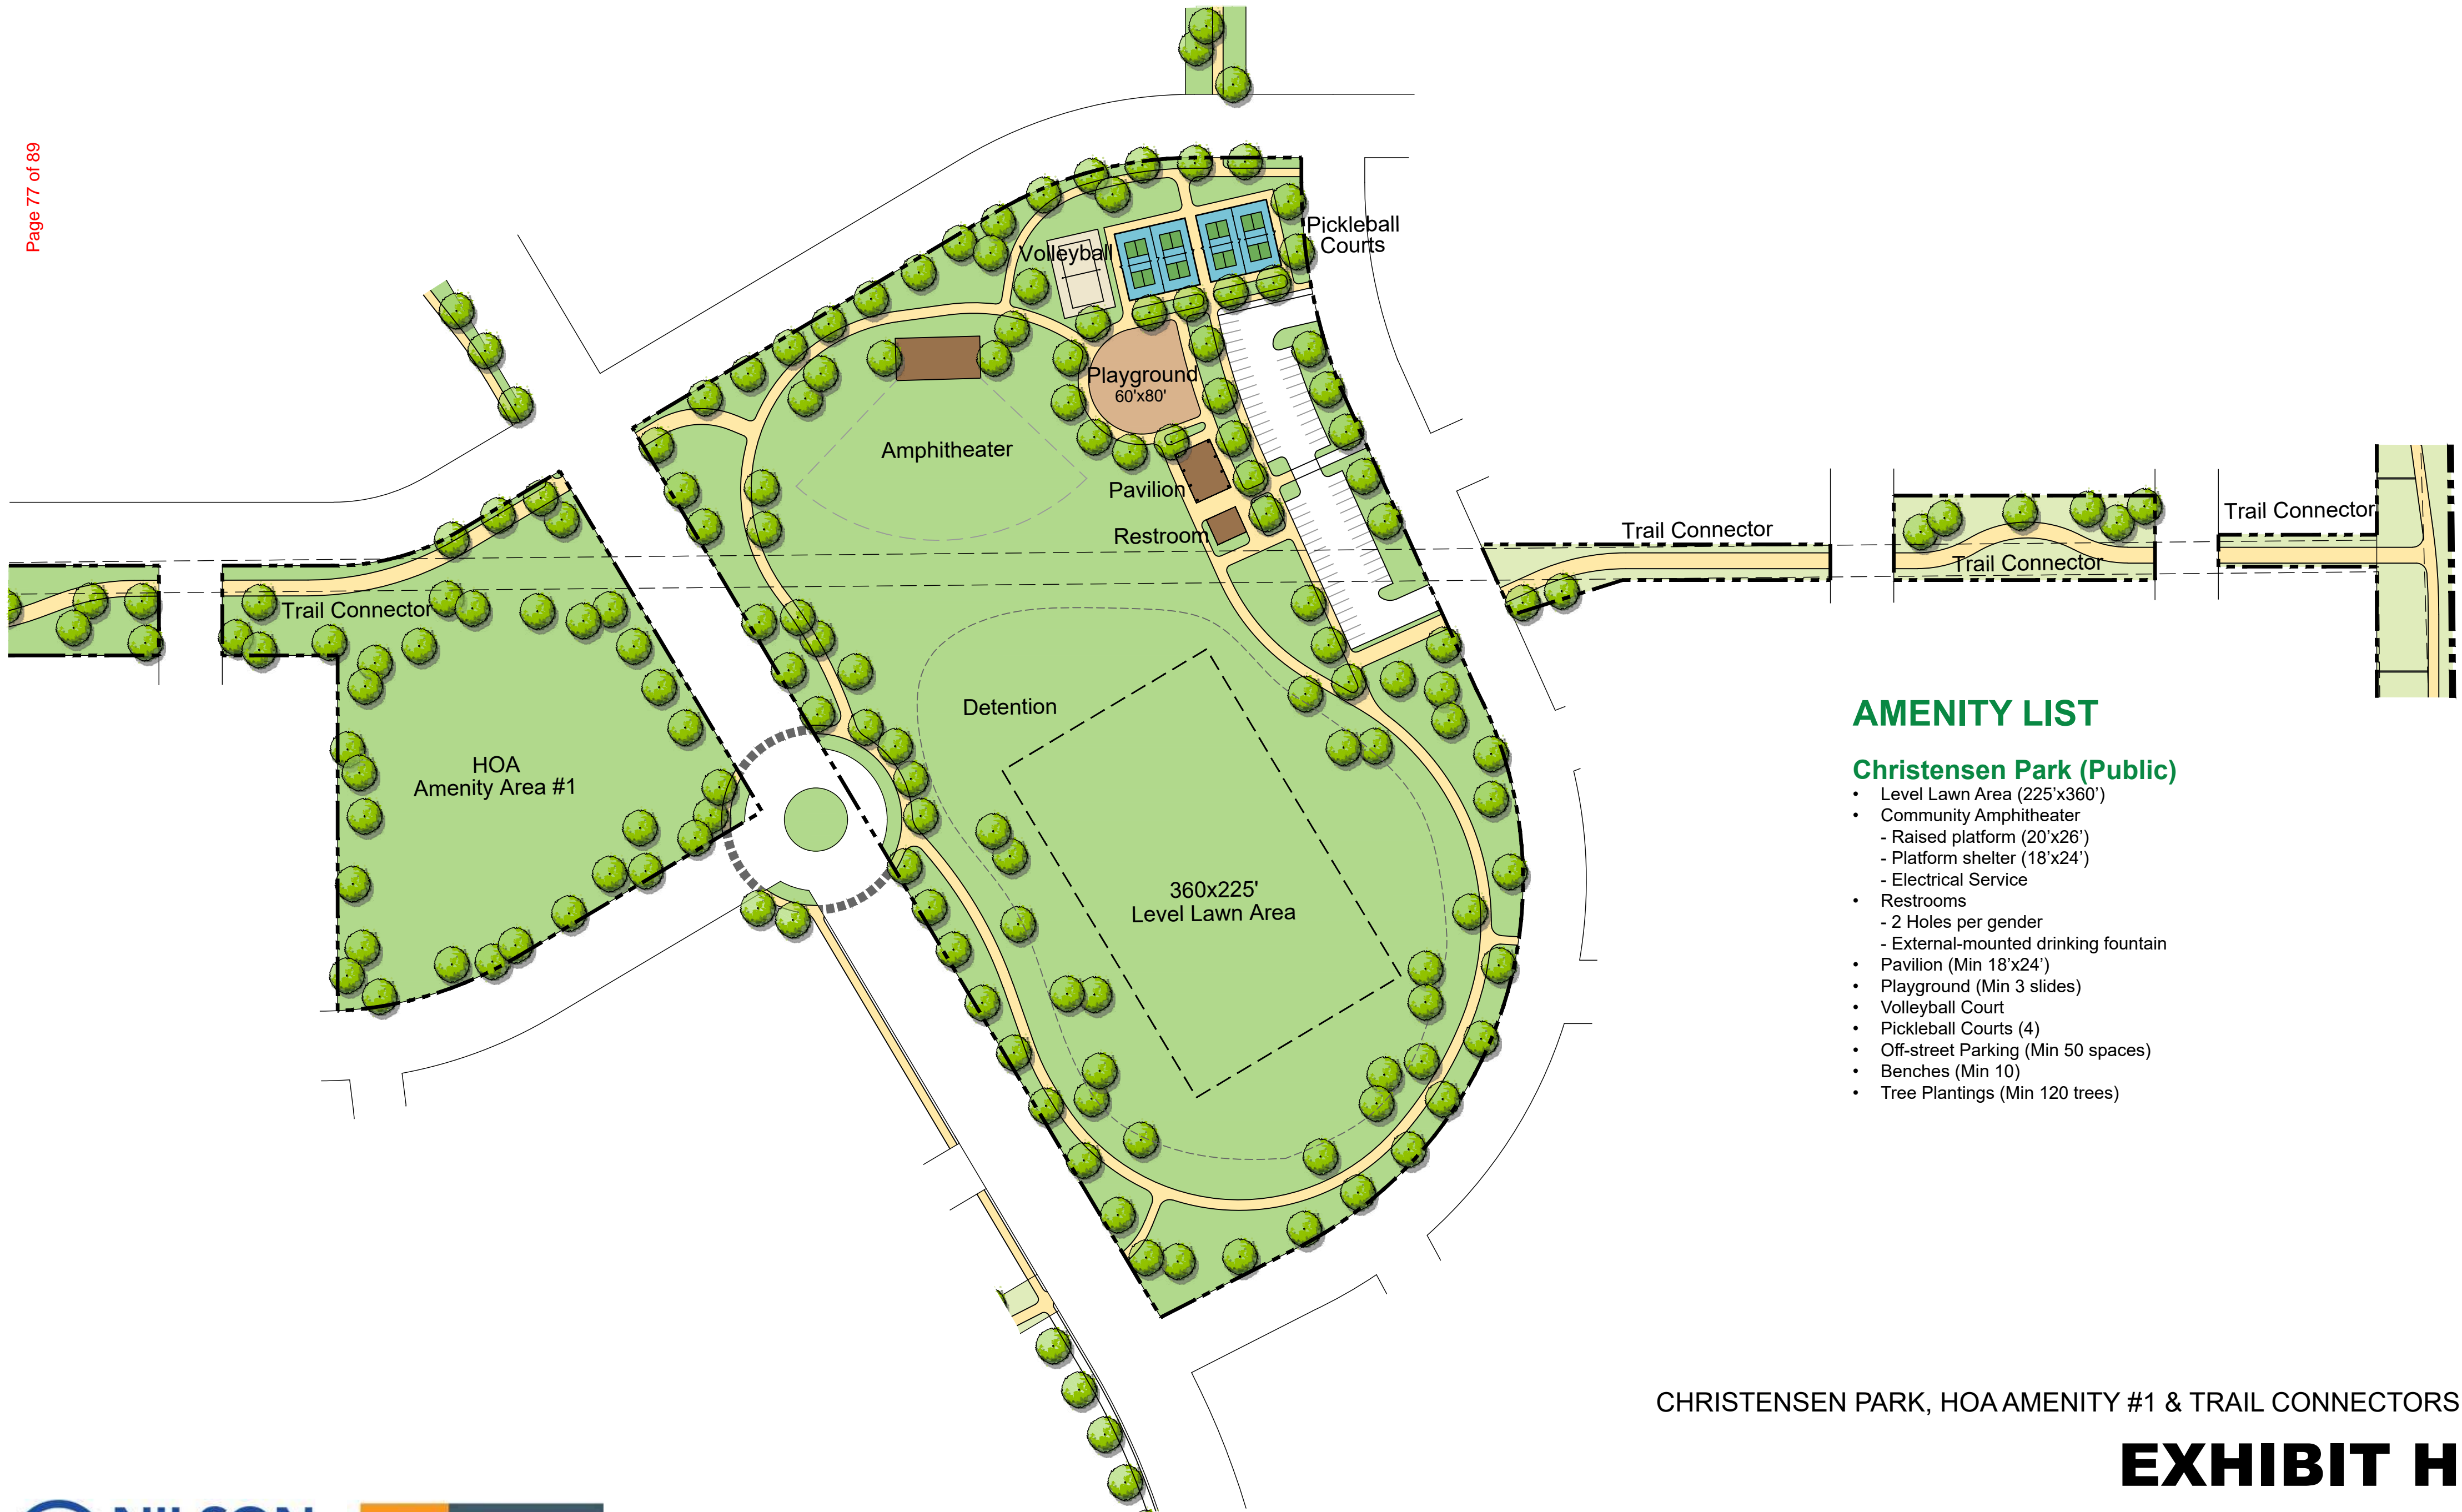 Page 77 of 89
Pickleball
Courts
Volleyball
Playground
60'x80'
Amphitheater
Pavilion
Restroom
Trail Connector
Trail Connector
Trail Connector
Trail Connector
Detention
HOA
Amenity Area #1
360x225'
Level Lawn Area
AMENITY LIST
Christensen Park (Public)
• Level Lawn Area (225’x360’)
• Community Amphitheater
- Raised platform (20’x26’)
- Platform shelter (18’x24’)
- Electrical Service
• Restrooms
- 2 Holes per gender
- External-mounted drinking fountain
• Pavilion (Min 18’x24’)
• Playground (Min 3 slides)
• Volleyball Court
• Pickleball Courts (4)
• Off-street Parking (Min 50 spaces)
• Benches (Min 10)
• Tree Plantings (Min 120 trees)
CHRISTENSEN PARK, HOA AMENITY #1 & TRAIL CONNECTORS
EXHIBIT H